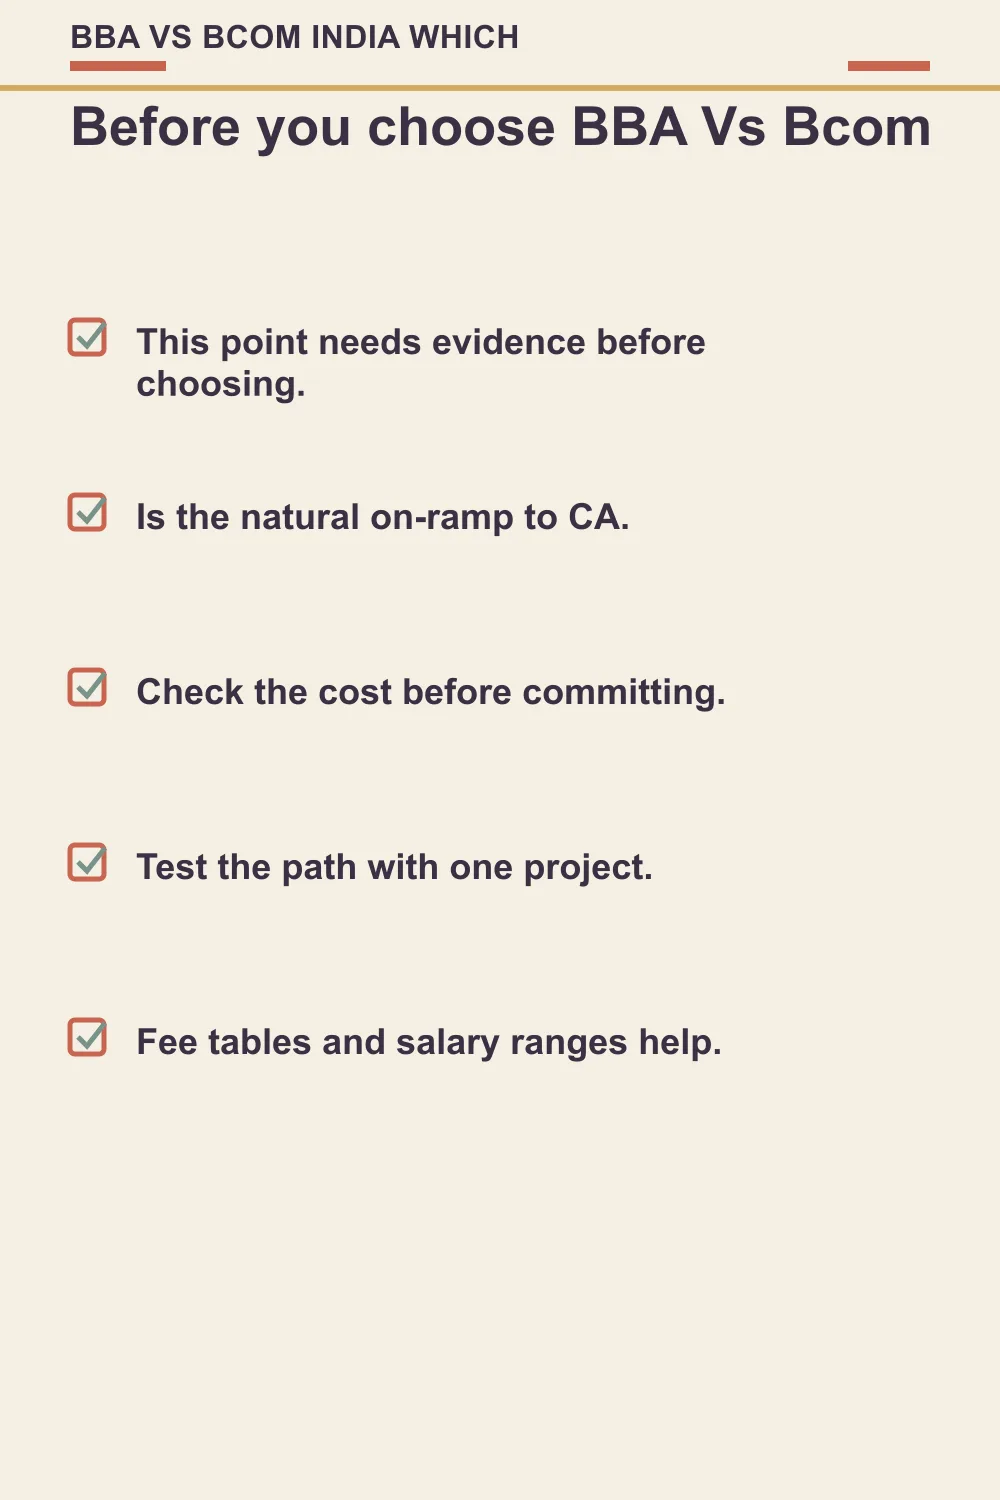 BBA VS BCOM INDIA WHICH
Before you choose BBA Vs Bcom
This point needs evidence before
choosing.
Is the natural on-ramp to CA.
Check the cost before committing.
Test the path with one project.
Fee tables and salary ranges help.